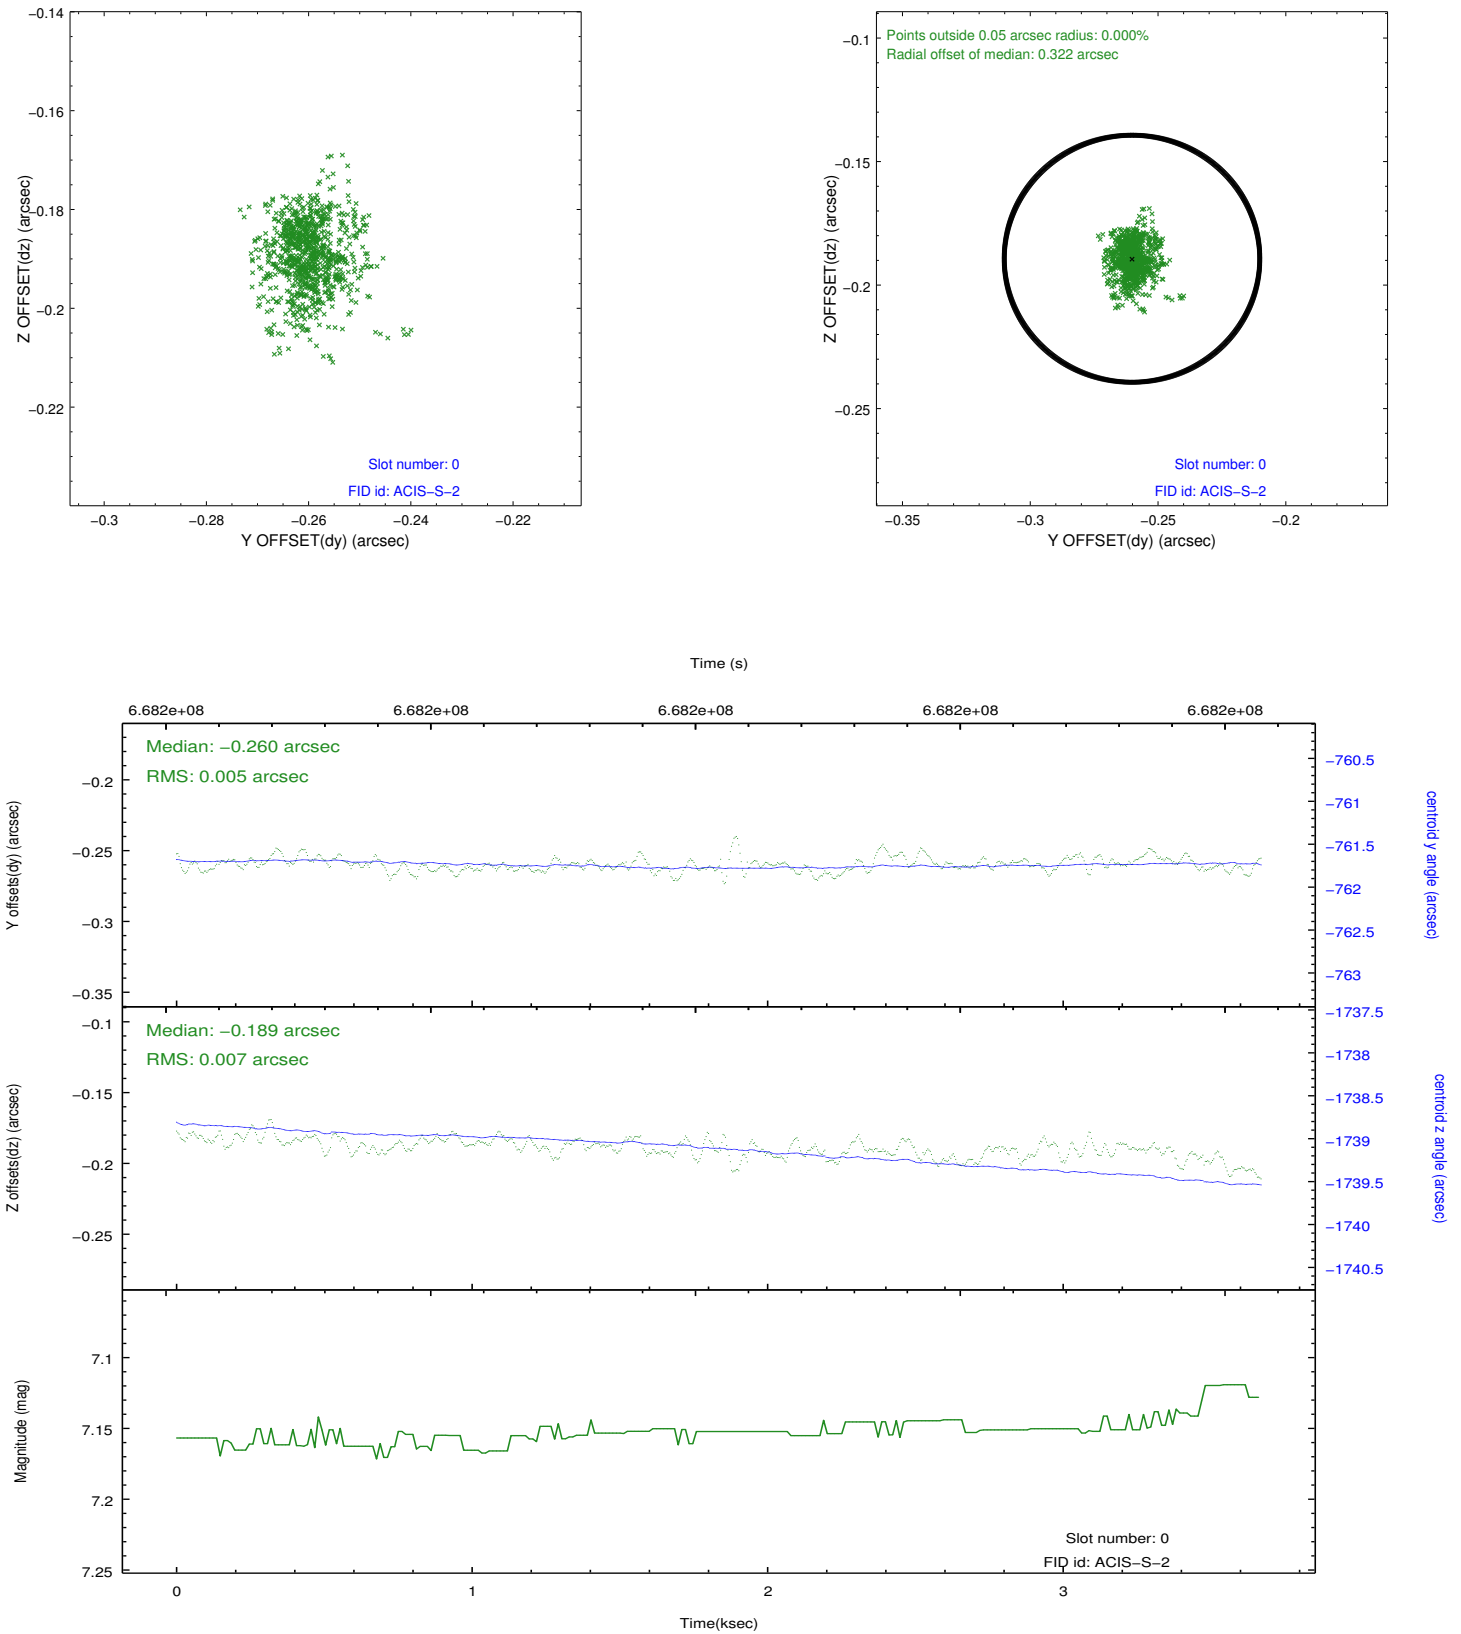 −0.14
−0.16
−0.18
−0.2
−0.22
Z OFFSET(dz) (arcsec)
Slot number: 0
FID id: ACIS−S−2
−0.3
−0.28
−0.26
−0.24
−0.22
Y OFFSET(dy) (arcsec)
Points outside 0.05 arcsec radius: 0.000%
Radial offset of median: 0.322 arcsec
−0.1
−0.15
−0.2
−0.25
Z OFFSET(dz) (arcsec)
Slot number: 0
FID id: ACIS−S−2
−0.35
−0.3
−0.25
−0.2
Y OFFSET(dy) (arcsec)
Time (s)
6.682e+08
6.682e+08
6.682e+08
6.682e+08
6.682e+08
Median: −0.260 arcsec
RMS: 0.005 arcsec
−0.2
−0.25
−0.3
−0.35
Y offsets(dy) (arcsec)
−760.5
−761
−761.5
−762
−762.5
−763
centroid y angle (arcsec)
Median: −0.189 arcsec
RMS: 0.007 arcsec
−0.1
−0.15
−0.2
−0.25
Z offsets(dz) (arcsec)
−1737.5
−1738
−1738.5
−1739
−1739.5
−1740
−1740.5
centroid z angle (arcsec)
7.1
7.15
7.2
7.25
Magnitude (mag)
Slot number: 0
FID id: ACIS−S−2
0
1
2
3
Time(ksec)